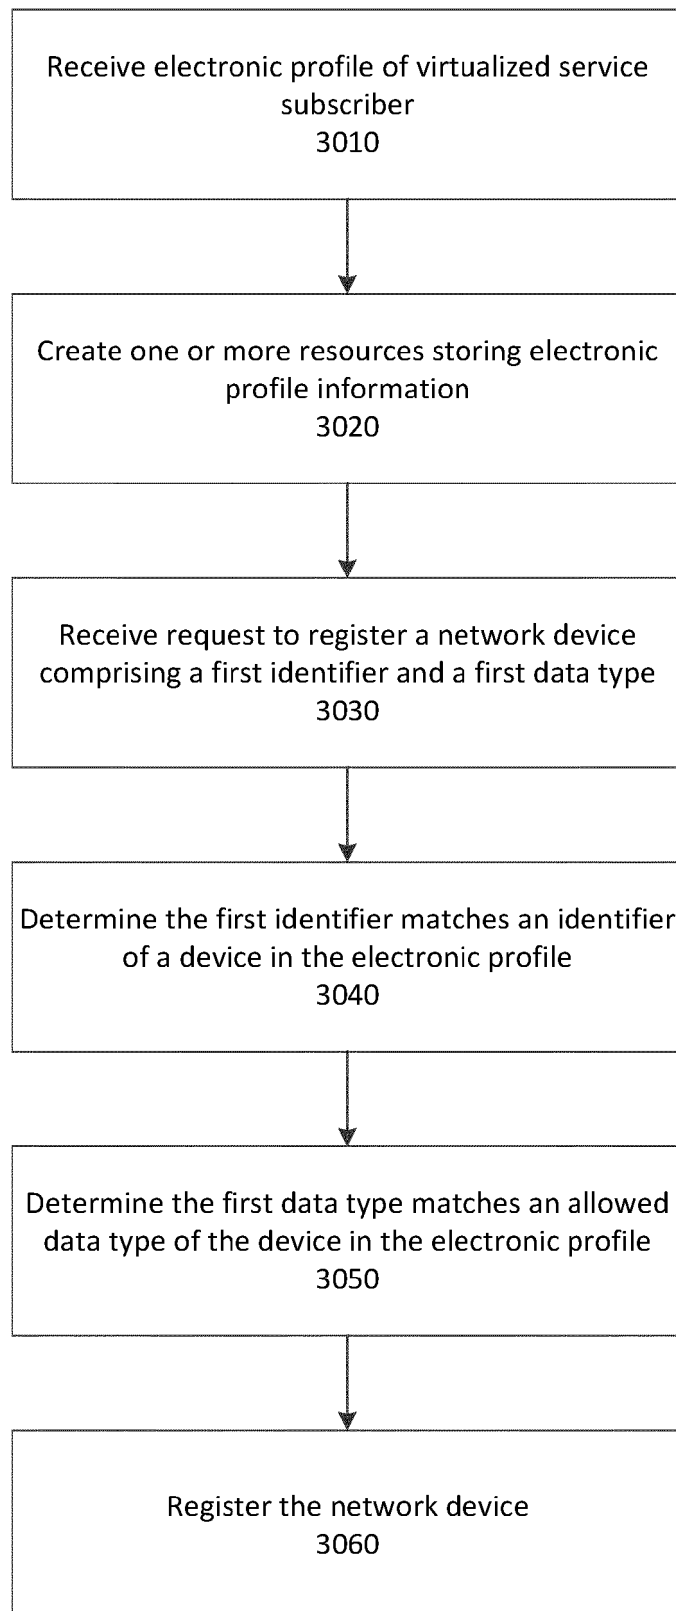 Receive electronic profile of virtualized service
subscriber
3010
Create one or more resources storing electronic
profile information
3020
Receive request to register a network device
comprising a first identifier and a first data type
3030
Determine the first identifier matches an identifier
of a device in the electronic profile
3040
Determine the first data type matches an allowed
data type of the device in the electronic profile
3050
Register the network device
3060